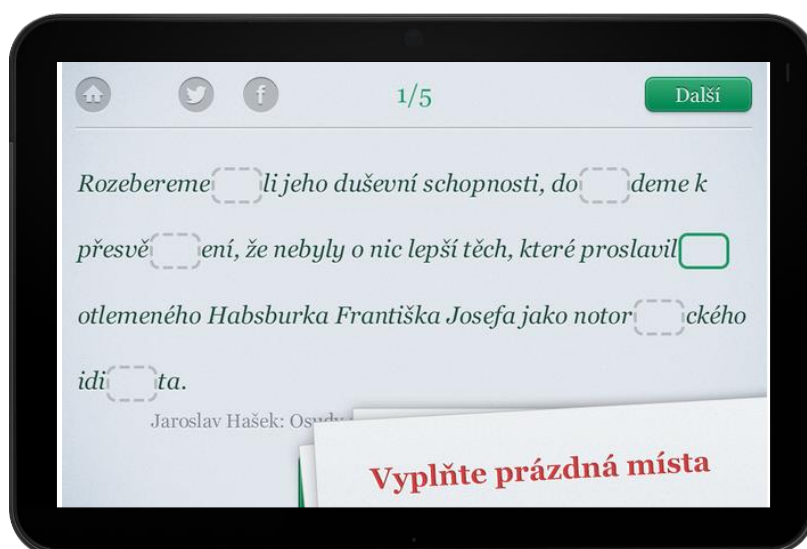 1/5
Další
Rozebereme li jeho duševní schopnosti, do deme k
přesvě ení, že nebyly o nic lepší těch, které proslavil
otlemeného Habsburka Františka Josefa jako notor ckého
idi ta.
Jaroslav Hašek: Osudy
Vyplňte prázdná místa